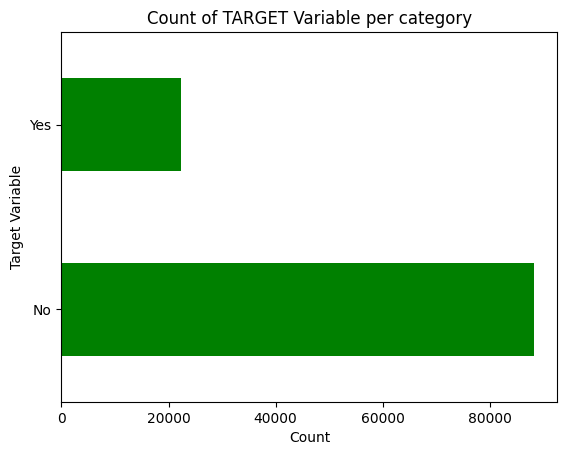 Count of TARGET Variable per category
Target Variable
Yes
No
0 20000 40000 60000 80000
Count